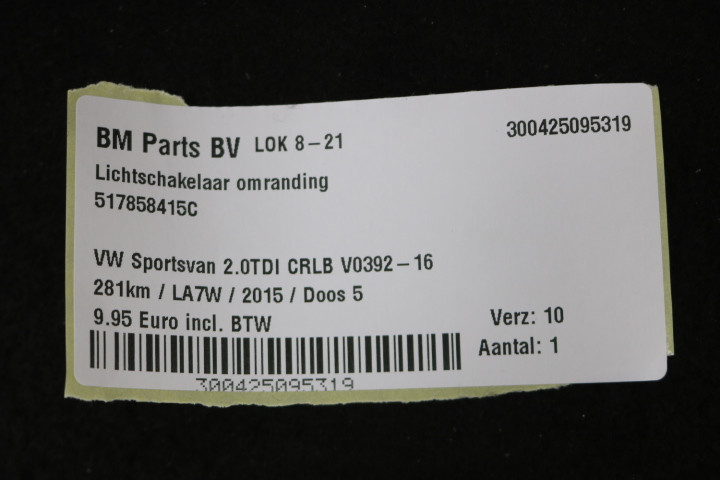 BM Parts BV LOK 8-21
300425095319
Lichtschakelaar omranding
517858415C
VW Sportsvan 2.0TDI CRLB V0392-16
281km / LA7W / 2015 / Doos 5
9.95 Euro incl. BTW
Verz: 10
Aantal: 1
300425095319